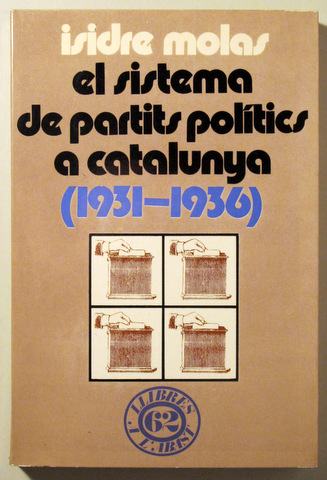 isidre molas
el sistema
de partits polítics
a catalunya
(1931—1936)
LLIBRES
62
A L'ABAST